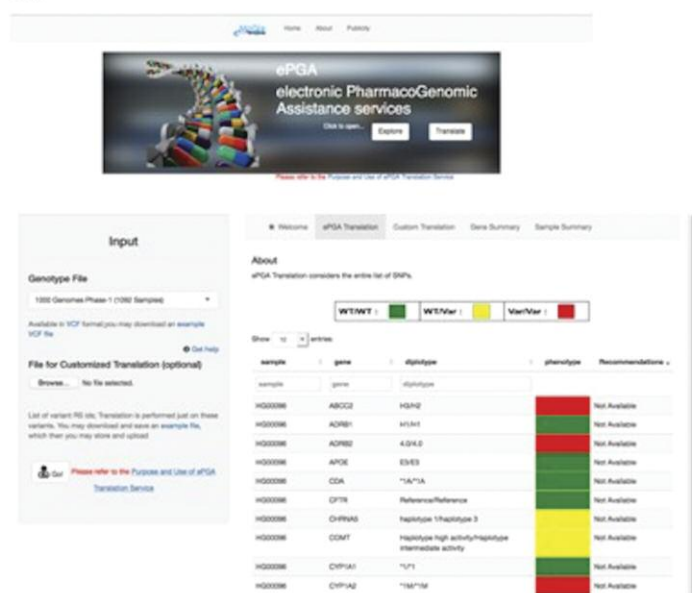 Home About Publicity
ePGA
electronic PharmacoGenomic
Assistance services
Click to open... Explore Translate
Please refer to the Purpose and Use of ePGA Translation Service
Input
Genotype File
1000 Genomes Phase-1 (1092 Samples)
Available in VCF format,you may download an example
VCF file
Get help
File for Customized Translation (optional)
Browse... No file selected.
List of variant RS ids; Translation is performed just on these
variants. You may download and save an example file,
which then you may store and upload
Go! Please refer to the Purpose and Use of ePGA
Translation Service
Welcome ePGA Translation Custom Translation Gene Summary Sample Summary
About
ePGA Translation considers the entire list of SNPs.
WT/WT : WT/Var : Var/Var :
Show 10 entries
sample gene diplotype phenotype Recommendations
sample gene diplotype
HG00096 ABCC2 H3/H2 Not Available
HG00096 ADRB1 H1/H1 Not Available
HG00096 ADRB2 4.0/4.0 Not Available
HG00096 APOE E3/E3 Not Available
HG00096 CDA *1A/*1A Not Available
HG00096 CFTR Reference/Reference Not Available
HG00096 CHRNA5 haplotype 1/haplotype 3 Not Available
HG00096 COMT Haplotype high activity/Haplotype
intermediate activity Not Available
HG00096 CYP1A1 *1/*1 Not Available
HG00096 CYP1A2 *1M/*1M Not Available